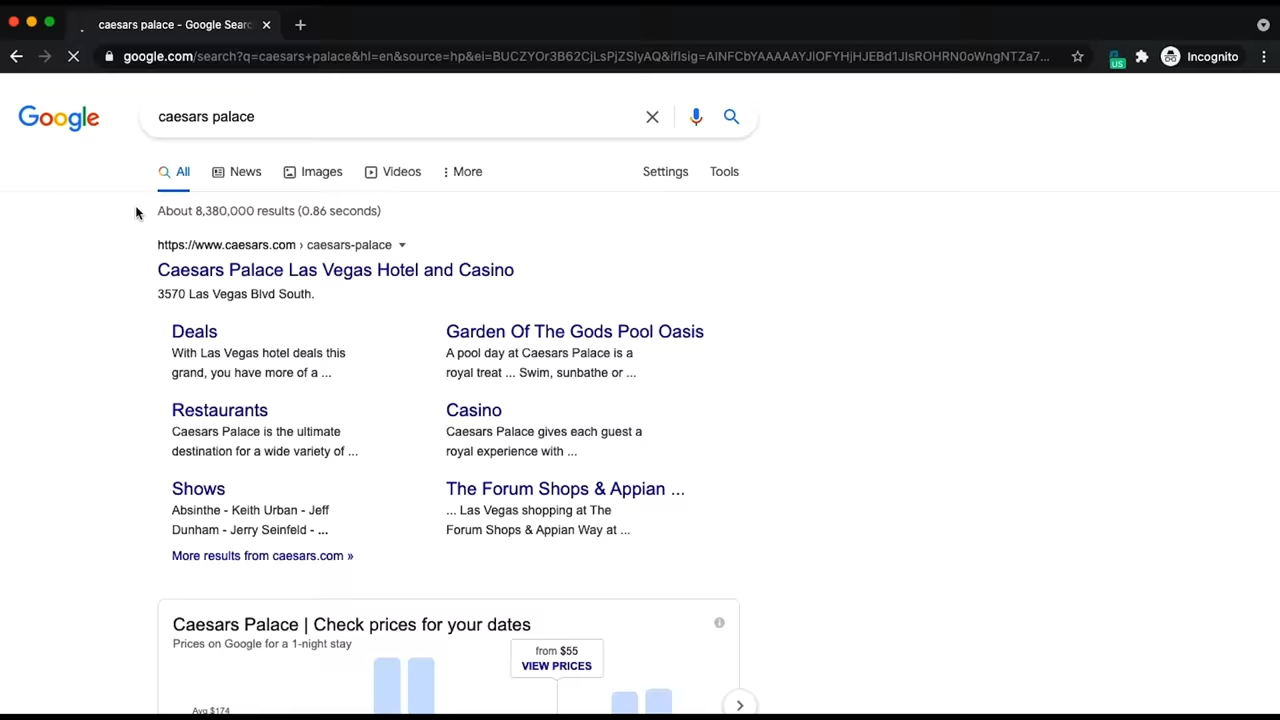 caesars palace - Google Searc
google.com/search?q=caesars+palace&hl=en&source=hp&ei=BUCZYOr3B62CjLsPjZSlyAQ&iflsig=AINFCbYAAAAAYJlOFYHjHJEBd1JIsROHRN0oWngNTZa7...
US
Incognito
Google
caesars palace
All
News
Images
Videos
More
Settings
Tools
About 8,380,000 results (0.86 seconds)
https://www.caesars.com › caesars-palace
Caesars Palace Las Vegas Hotel and Casino
3570 Las Vegas Blvd South.
Deals
With Las Vegas hotel deals this
grand, you have more of a ...
Garden Of The Gods Pool Oasis
A pool day at Caesars Palace is a
royal treat ... Swim, sunbathe or ...
Restaurants
Caesars Palace is the ultimate
destination for a wide variety of ...
Casino
Caesars Palace gives each guest a
royal experience with ...
Shows
Absinthe - Keith Urban - Jeff
Dunham - Jerry Seinfeld - ...
The Forum Shops & Appian ...
... Las Vegas shopping at The
Forum Shops & Appian Way at ...
More results from caesars.com »
Caesars Palace | Check prices for your dates
Prices on Google for a 1-night stay
from $55
VIEW PRICES
Avg $174